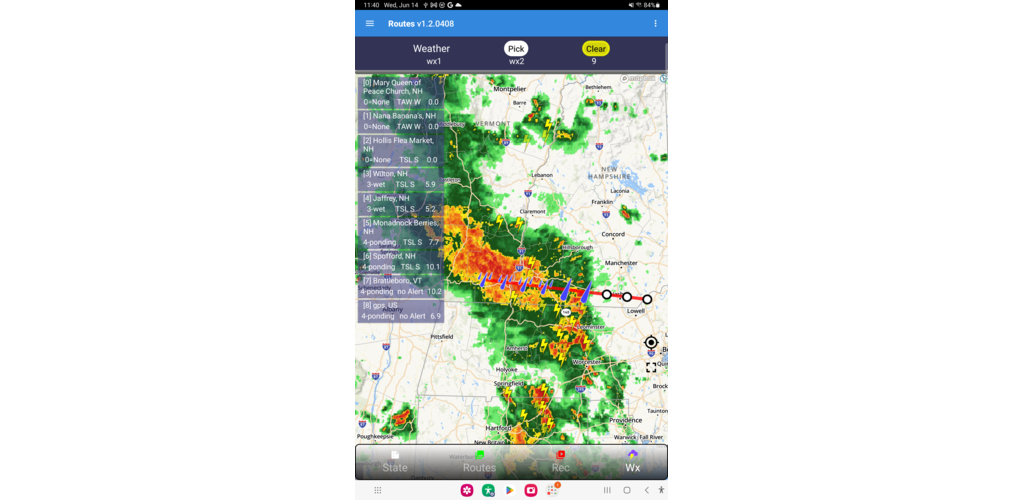 11:40 Wed, Jun 14
84%
Routes v1.2.0408
Weather Pick Clear
wx1 wx2 9
[0] Mary Queen of
Peace Church, NH
0=None TAW W 0.0
[1] Nana Banana's, NH
0=None TAW W 0.0
[2] Hollis Flea Market,
NH
0=None TSL S 0.0
[3] Wilton, NH
3-wet TSL S 5.9
[4] Jaffrey, NH
3-wet TSL S 5.2
[5] Monadnock Berries,
NH
4-ponding TSL S 7.7
[6] Spofford, NH
4-ponding TSL S 10.1
[7] Brattleboro, VT
4-ponding no Alert 10.2
[8] gps, US
4-ponding no Alert 6.9
Montpelier
Bethlehem
Barre
VERMONT
NEW
HAMPSHIRE
Lebanon
Laconia
Franklin
Claremont
Concord
Hillsborough
Manchester
Lowell
Albany
Pittsfield
Amherst
Worcester
Holyoke
Springfield
Brock
Taunton
Hartford
Providence
Poughkeepsie
New Britain
Warwick
Fall River
State Routes Rec Wx